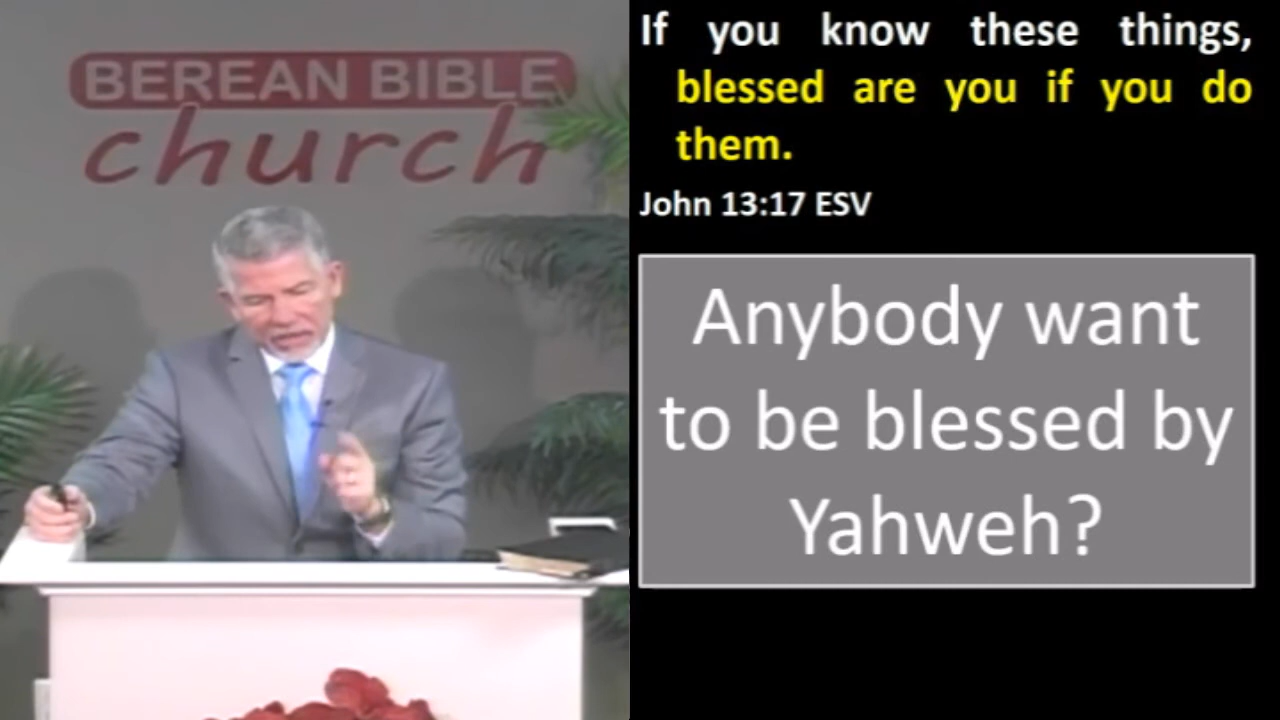 BEREAN BIBLE
church
If you know these things,
blessed are you if you do
them.
John 13:17 ESV
Anybody want
to be blessed by
Yahweh?